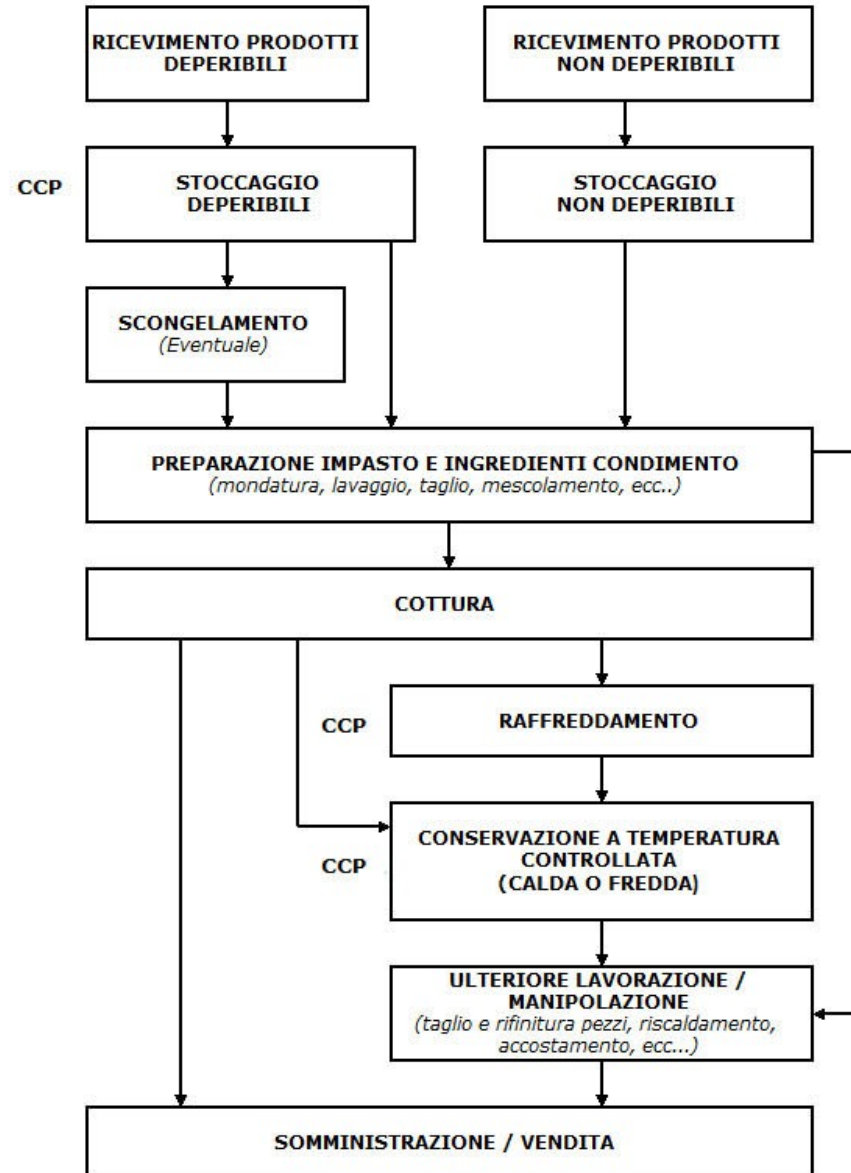 RICEVIMENTO PRODOTTI
DEPERIBILI
RICEVIMENTO PRODOTTI
NON DEPERIBILI
CCP
STOCCAGGIO
DEPERIBILI
STOCCAGGIO
NON DEPERIBILI
SCONGELAMENTO
(Eventuale)
PREPARAZIONE IMPASTO E INGREDIENTI CONDIMENTO
(mondatura, lavaggio, taglio, mescolamento, ecc..)
COTTURA
CCP
RAFFREDDAMENTO
CCP
CONSERVAZIONE A TEMPERATURA
CONTROLLATA
(CALDA O FREDDA)
ULTERIORE LAVORAZIONE /
MANIPOLAZIONE
(taglio e rifinitura pezzi, riscaldamento,
accostamento, ecc...)
SOMMINISTRAZIONE / VENDITA